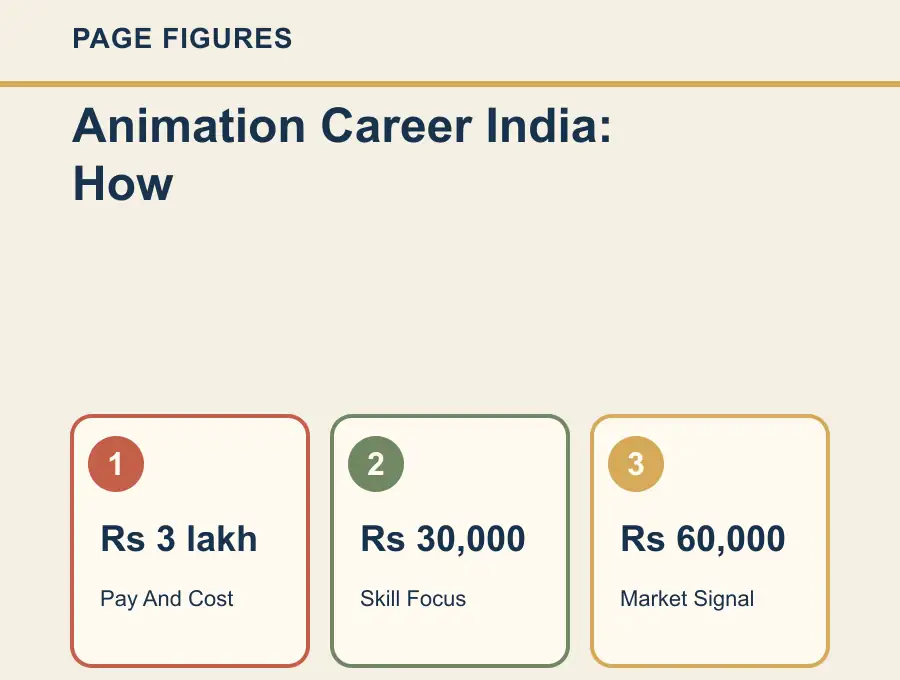 PAGE FIGURES
Animation Career India:
How
1
Rs 3 lakh
Pay And Cost
2
Rs 30,000
Skill Focus
3
Rs 60,000
Market Signal